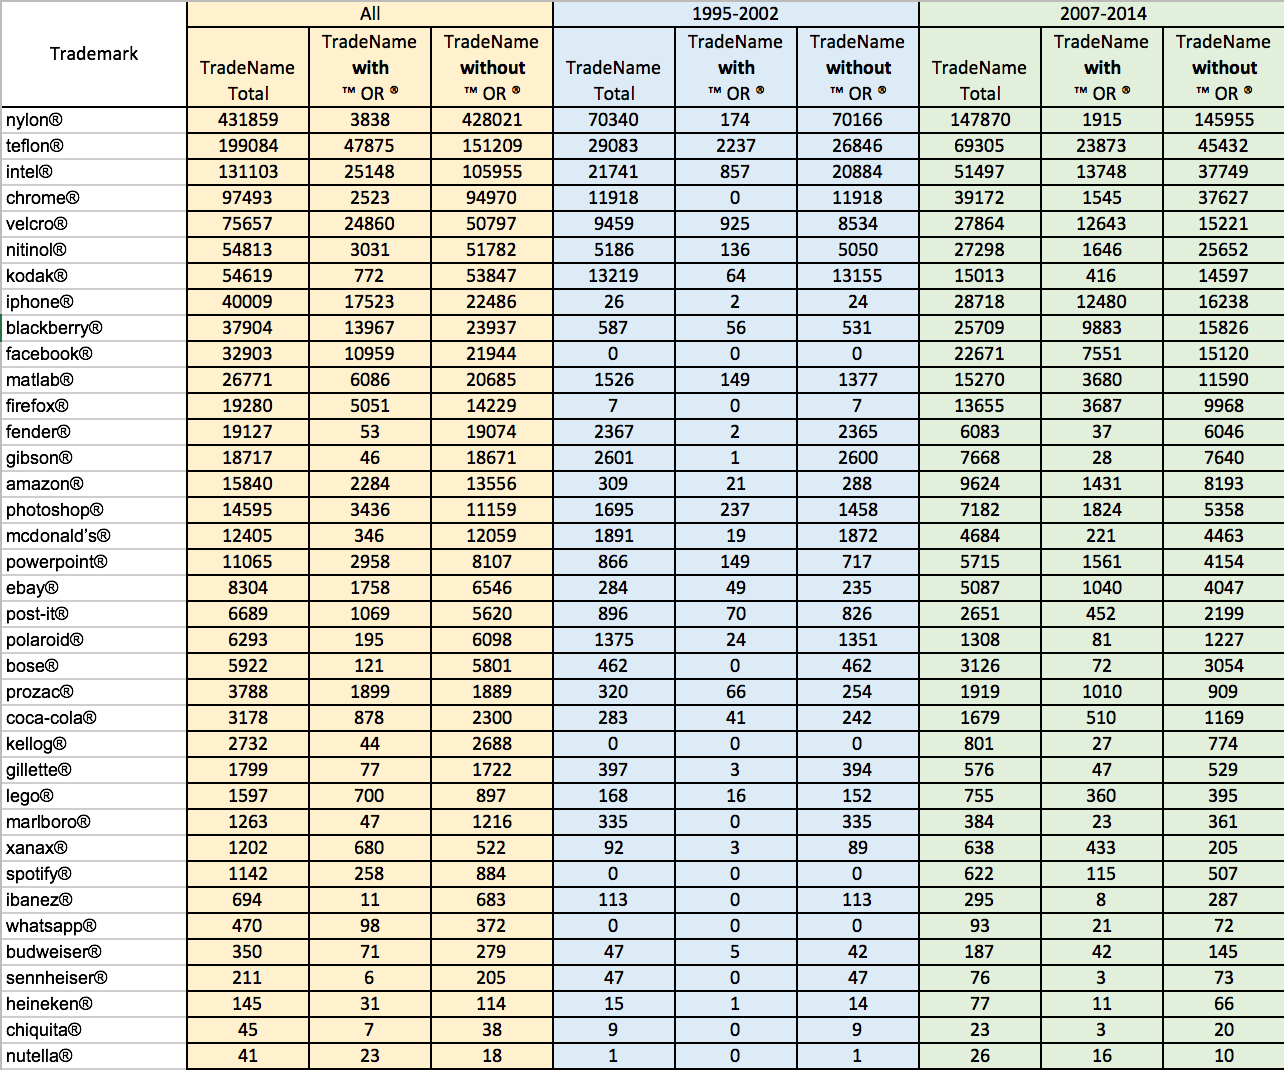 All 1995-2002 2007-2014
Trademark
TradeName Total TradeName with ™ OR ® TradeName without ™ OR ® TradeName Total TradeName with ™ OR ® TradeName without ™ OR ® TradeName Total TradeName with ™ OR ® TradeName without ™ OR ®
nylon® 431859 3838 428021 70340 174 70166 147870 1915 145955
teflon® 199084 47875 151209 29083 2237 26846 69305 23873 45432
intel® 131103 25148 105955 21741 857 20884 51497 13748 37749
chrome® 97493 2523 94970 11918 0 11918 39172 1545 37627
velcro® 75657 24860 50797 9459 925 8534 27864 12643 15221
nitinol® 54813 3031 51782 5186 136 5050 27298 1646 25652
kodak® 54619 772 53847 13219 64 13155 15013 416 14597
iphone® 40009 17523 22486 26 2 24 28718 12480 16238
blackberry® 37904 13967 23937 587 56 531 25709 9883 15826
facebook® 32903 10959 21944 0 0 0 22671 7551 15120
matlab® 26771 6086 20685 1526 149 1377 15270 3680 11590
firefox® 19280 5051 14229 7 0 7 13655 3687 9968
fender® 19127 53 19074 2367 2 2365 6083 37 6046
gibson® 18717 46 18671 2601 1 2600 7668 28 7640
amazon® 15840 2284 13556 309 21 288 9624 1431 8193
photoshop® 14595 3436 11159 1695 237 1458 7182 1824 5358
mcdonald's® 12405 346 12059 1891 19 1872 4684 221 4463
powerpoint® 11065 2958 8107 866 149 717 5715 1561 4154
ebay® 8304 1758 6546 284 49 235 5087 1040 4047
post-it® 6689 1069 5620 896 70 826 2651 452 2199
polaroid® 6293 195 6098 1375 24 1351 1308 81 1227
bose® 5922 121 5801 462 0 462 3126 72 3054
prozac® 3788 1899 1889 320 66 254 1919 1010 909
coca-cola® 3178 878 2300 283 41 242 1679 510 1169
kellog® 2732 44 2688 0 0 0 801 27 774
gillette® 1799 77 1722 397 3 394 576 47 529
lego® 1597 700 897 168 16 152 755 360 395
marlboro® 1263 47 1216 335 0 335 384 23 361
xanax® 1202 680 522 92 3 89 638 433 205
spotify® 1142 258 884 0 0 0 622 115 507
ibanez® 694 11 683 113 0 113 295 8 287
whatsapp® 470 98 372 0 0 0 93 21 72
budweiser® 350 71 279 47 5 42 187 42 145
sennheiser® 211 6 205 47 0 47 76 3 73
heineken® 145 31 114 15 1 14 77 11 66
chiquita® 45 7 38 9 0 9 23 3 20
nutella® 41 23 18 1 0 1 26 16 10